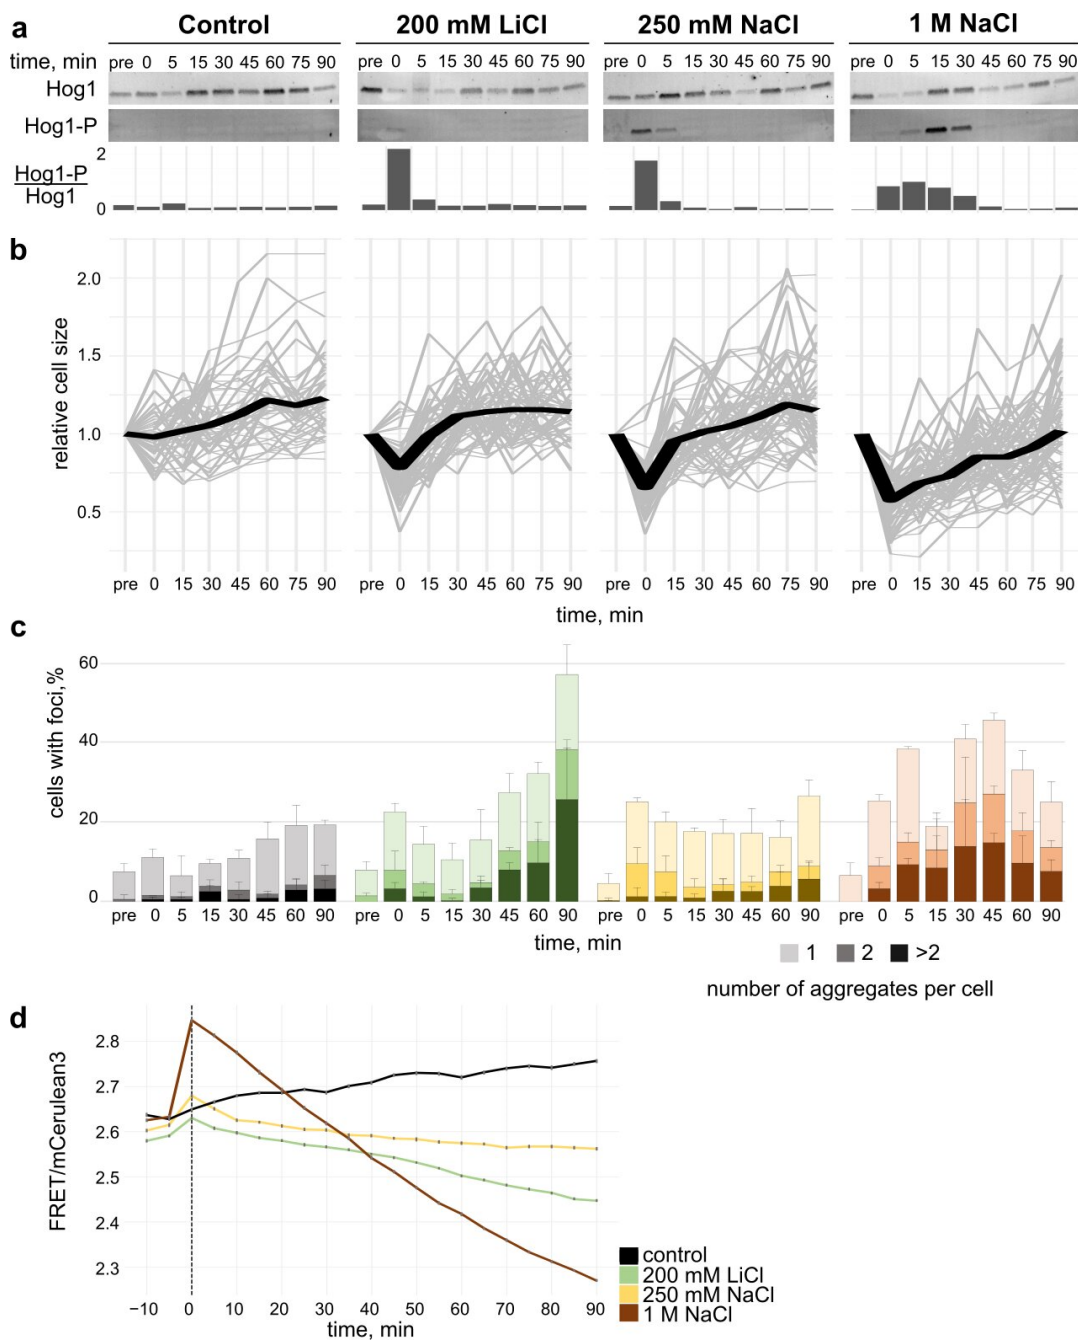 a
Control
200 mM LiCl
250 mM NaCl
1 M NaCl
time, min pre 0 5 15 30 45 60 75 90 pre 0 5 15 30 45 60 75 90 pre 0 5 15 30 45 60 75 90 pre 0 5 15 30 45 60 75 90
Hog1
Hog1-P
2
Hog1-P
Hog1
0
b
2.0
1.5
1.0
0.5
relative cell size
pre 0 15 30 45 60 75 90 pre 0 15 30 45 60 75 90 pre 0 15 30 45 60 75 90 pre 0 15 30 45 60 75 90
time, min
c
60
40
20
0
cells with foci,%
pre 0 5 15 30 45 60 90 pre 0 5 15 30 45 60 90 pre 0 5 15 30 45 60 90 pre 0 5 15 30 45 60 90
time, min
1 2 >2
number of aggregates per cell
d
2.8
2.7
2.6
2.5
2.4
2.3
FRET/mCerulean3
−10 0 10 20 30 40 50 60 70 80 90
time, min
control
200 mM LiCl
250 mM NaCl
1 M NaCl